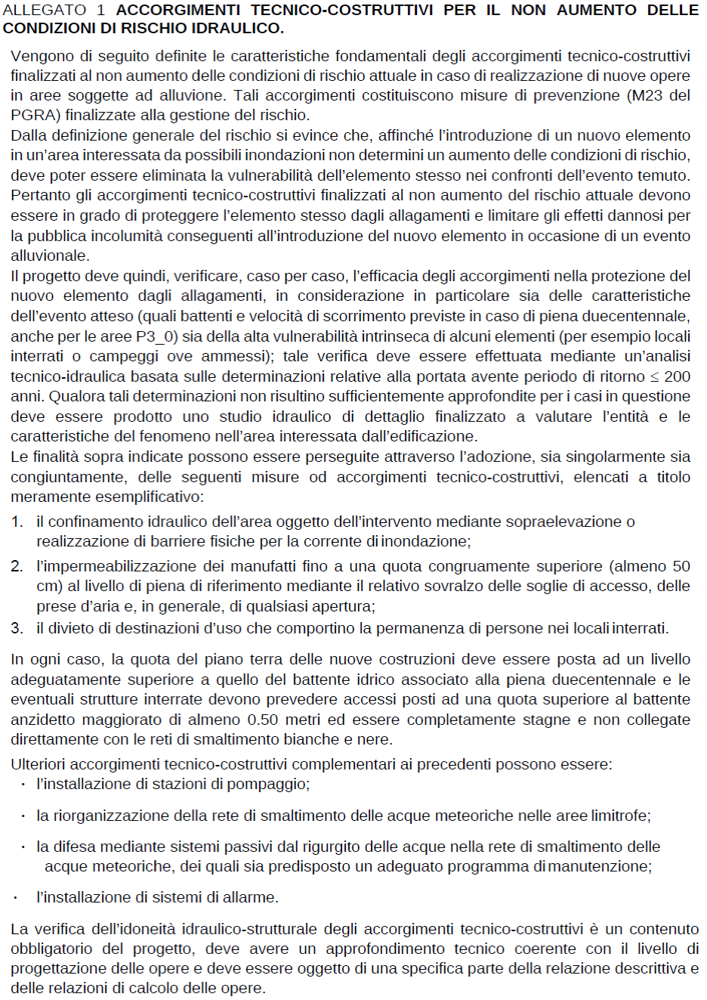 ALLEGATO 1 ACCORGIMENTI TECNICO-COSTRUTTIVI PER IL NON AUMENTO DELLE
CONDIZIONI DI RISCHIO IDRAULICO.
Vengono di seguito definite le caratteristiche fondamentali degli accorgimenti tecnico-costruttivi
finalizzati al non aumento delle condizioni di rischio attuale in caso di realizzazione di nuove opere
in aree soggette ad alluvione. Tali accorgimenti costituiscono misure di prevenzione (M23 del
PGRA) finalizzate alla gestione del rischio.
Dalla definizione generale del rischio si evince che, affinché l’introduzione di un nuovo elemento
in un’area interessata da possibili inondazioni non determini un aumento delle condizioni di rischio,
deve poter essere eliminata la vulnerabilità dell’elemento stesso nei confronti dell’evento temuto.
Pertanto gli accorgimenti tecnico-costruttivi finalizzati al non aumento del rischio attuale devono
essere in grado di proteggere l’elemento stesso dagli allagamenti e limitare gli effetti dannosi per
la pubblica incolumità conseguenti all’introduzione del nuovo elemento in occasione di un evento
alluvionale.
Il progetto deve quindi, verificare, caso per caso, l’efficacia degli accorgimenti nella protezione del
nuovo elemento dagli allagamenti, in considerazione in particolare sia delle caratteristiche
dell’evento atteso (quali battenti e velocità di scorrimento previste in caso di piena duecentennale,
anche per le aree P3_0) sia della alta vulnerabilità intrinseca di alcuni elementi (per esempio locali
interrati o campeggi ove ammessi); tale verifica deve essere effettuata mediante un’analisi
tecnico-idraulica basata sulle determinazioni relative alla portata avente periodo di ritorno ≤ 200
anni. Qualora tali determinazioni non risultino sufficientemente approfondite per i casi in questione
deve essere prodotto uno studio idraulico di dettaglio finalizzato a valutare l’entità e le
caratteristiche del fenomeno nell’area interessata dall’edificazione.
Le finalità sopra indicate possono essere perseguite attraverso l’adozione, sia singolarmente sia
congiuntamente, delle seguenti misure od accorgimenti tecnico-costruttivi, elencati a titolo
meramente esemplificativo:
1. il confinamento idraulico dell’area oggetto dell’intervento mediante sopraelevazione o
realizzazione di barriere fisiche per la corrente di inondazione;
2. l’impermeabilizzazione dei manufatti fino a una quota congruamente superiore (almeno 50
cm) al livello di piena di riferimento mediante il relativo sovralzo delle soglie di accesso, delle
prese d’aria e, in generale, di qualsiasi apertura;
3. il divieto di destinazioni d’uso che comportino la permanenza di persone nei locali interrati.
In ogni caso, la quota del piano terra delle nuove costruzioni deve essere posta ad un livello
adeguatamente superiore a quello del battente idrico associato alla piena duecentennale e le
eventuali strutture interrate devono prevedere accessi posti ad una quota superiore al battente
anzidetto maggiorato di almeno 0.50 metri ed essere completamente stagne e non collegate
direttamente con le reti di smaltimento bianche e nere.
Ulteriori accorgimenti tecnico-costruttivi complementari ai precedenti possono essere:
· l’installazione di stazioni di pompaggio;
· la riorganizzazione della rete di smaltimento delle acque meteoriche nelle aree limitrofe;
· la difesa mediante sistemi passivi dal rigurgito delle acque nella rete di smaltimento delle
acque meteoriche, dei quali sia predisposto un adeguato programma di manutenzione;
· l’installazione di sistemi di allarme.
La verifica dell’idoneità idraulico-strutturale degli accorgimenti tecnico-costruttivi è un contenuto
obbligatorio del progetto, deve avere un approfondimento tecnico coerente con il livello di
progettazione delle opere e deve essere oggetto di una specifica parte della relazione descrittiva e
delle relazioni di calcolo delle opere.